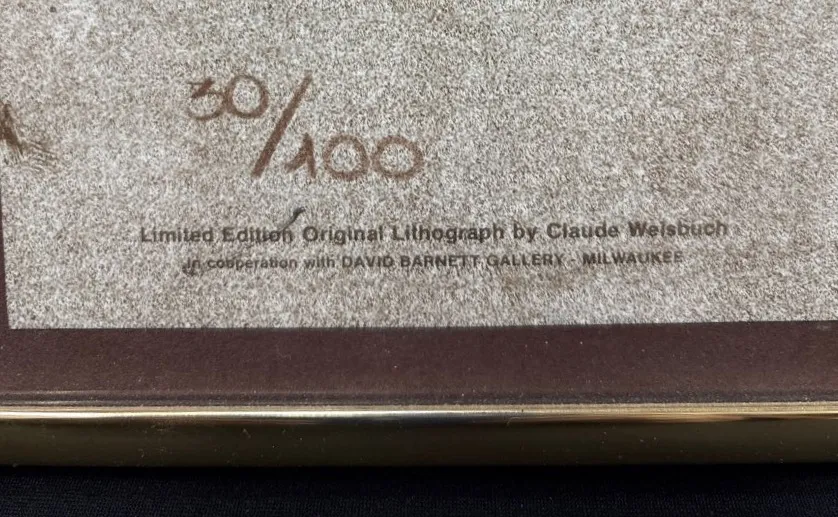 30/100
Limited Edition Original Lithograph by Claude Weisbuch
in cooperation with DAVID BARNETT GALLERY - MILWAUKEE